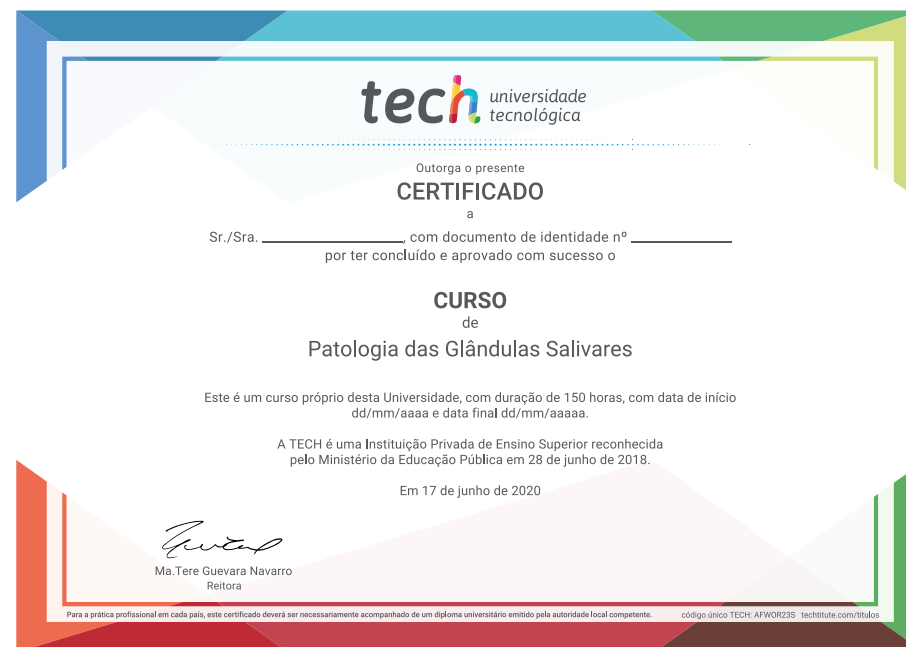 tech universidade
tecnológica
Outorga o presente
CERTIFICADO
a
Sr./Sra. ____________, com documento de identidade nº ____________
por ter concluído e aprovado com sucesso o
CURSO
de
Patologia das Glândulas Salivares
Este é um curso próprio desta Universidade, com duração de 150 horas, com data de início
dd/mm/aaaa e data final dd/mm/aaaaa.
A TECH é uma Instituição Privada de Ensino Superior reconhecida
pelo Ministério da Educação Pública em 28 de junho de 2018.
Em 17 de junho de 2020
Ma.Tere Guevara Navarro
Reitora
Para a prática profissional em cada país, este certificado deverá ser necessariamente acompanhado de um diploma universitário emitido pela autoridade local competente. código único TECH: AFWOR23S techtitute.com/titulos